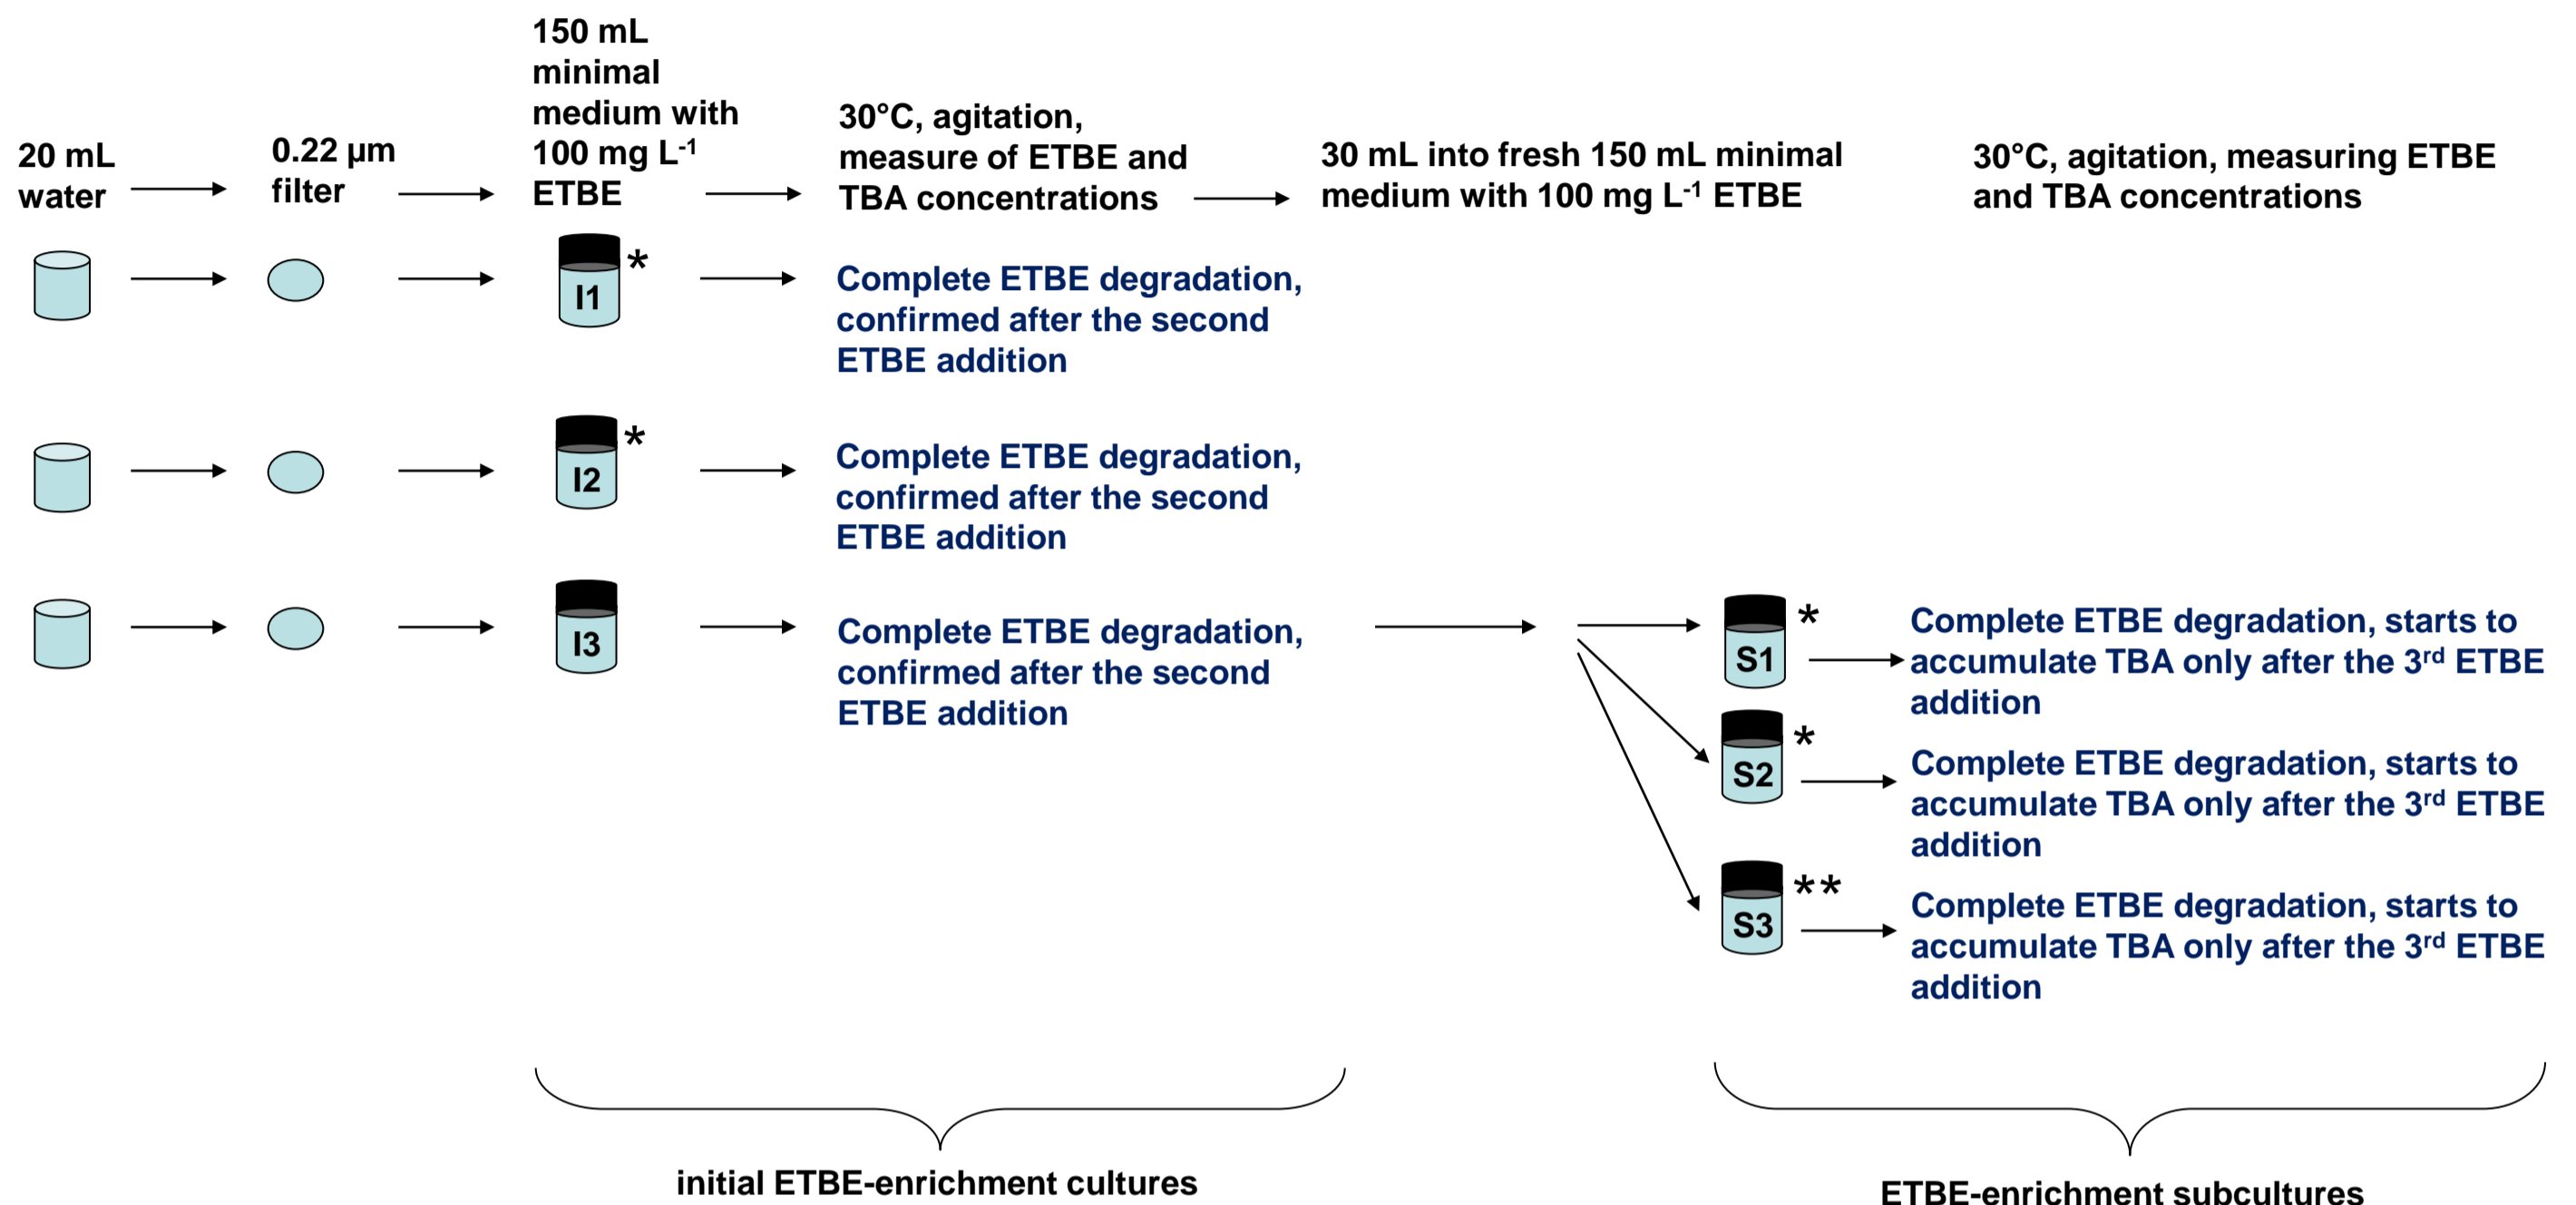 20 mL
water
0.22 µm
filter
150 mL
minimal
medium with
100 mg L⁻¹
ETBE
30°C, agitation,
measure of ETBE and
TBA concentrations
30 mL into fresh 150 mL minimal
medium with 100 mg L⁻¹ ETBE
30°C, agitation, measuring ETBE
and TBA concentrations
I1 *
Complete ETBE degradation,
confirmed after the second
ETBE addition
I2 *
Complete ETBE degradation,
confirmed after the second
ETBE addition
I3
Complete ETBE degradation,
confirmed after the second
ETBE addition
S1 *
Complete ETBE degradation, starts to
accumulate TBA only after the 3rd ETBE
addition
S2 *
Complete ETBE degradation, starts to
accumulate TBA only after the 3rd ETBE
addition
S3 **
Complete ETBE degradation, starts to
accumulate TBA only after the 3rd ETBE
addition
initial ETBE-enrichment cultures
ETBE-enrichment subcultures